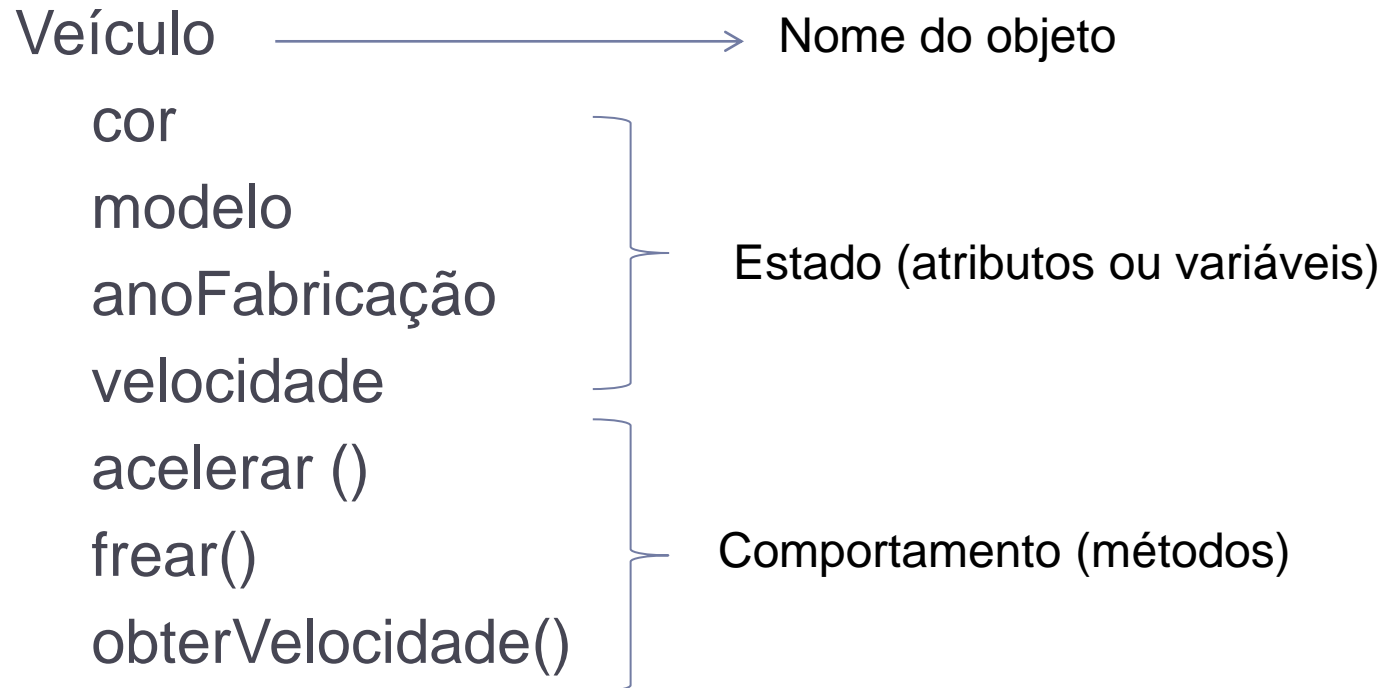 Veículo
Nome do objeto
cor
modelo
anoFabricação
velocidade
Estado (atributos ou variáveis)
acelerar ()
frear()
obterVelocidade()
Comportamento (métodos)